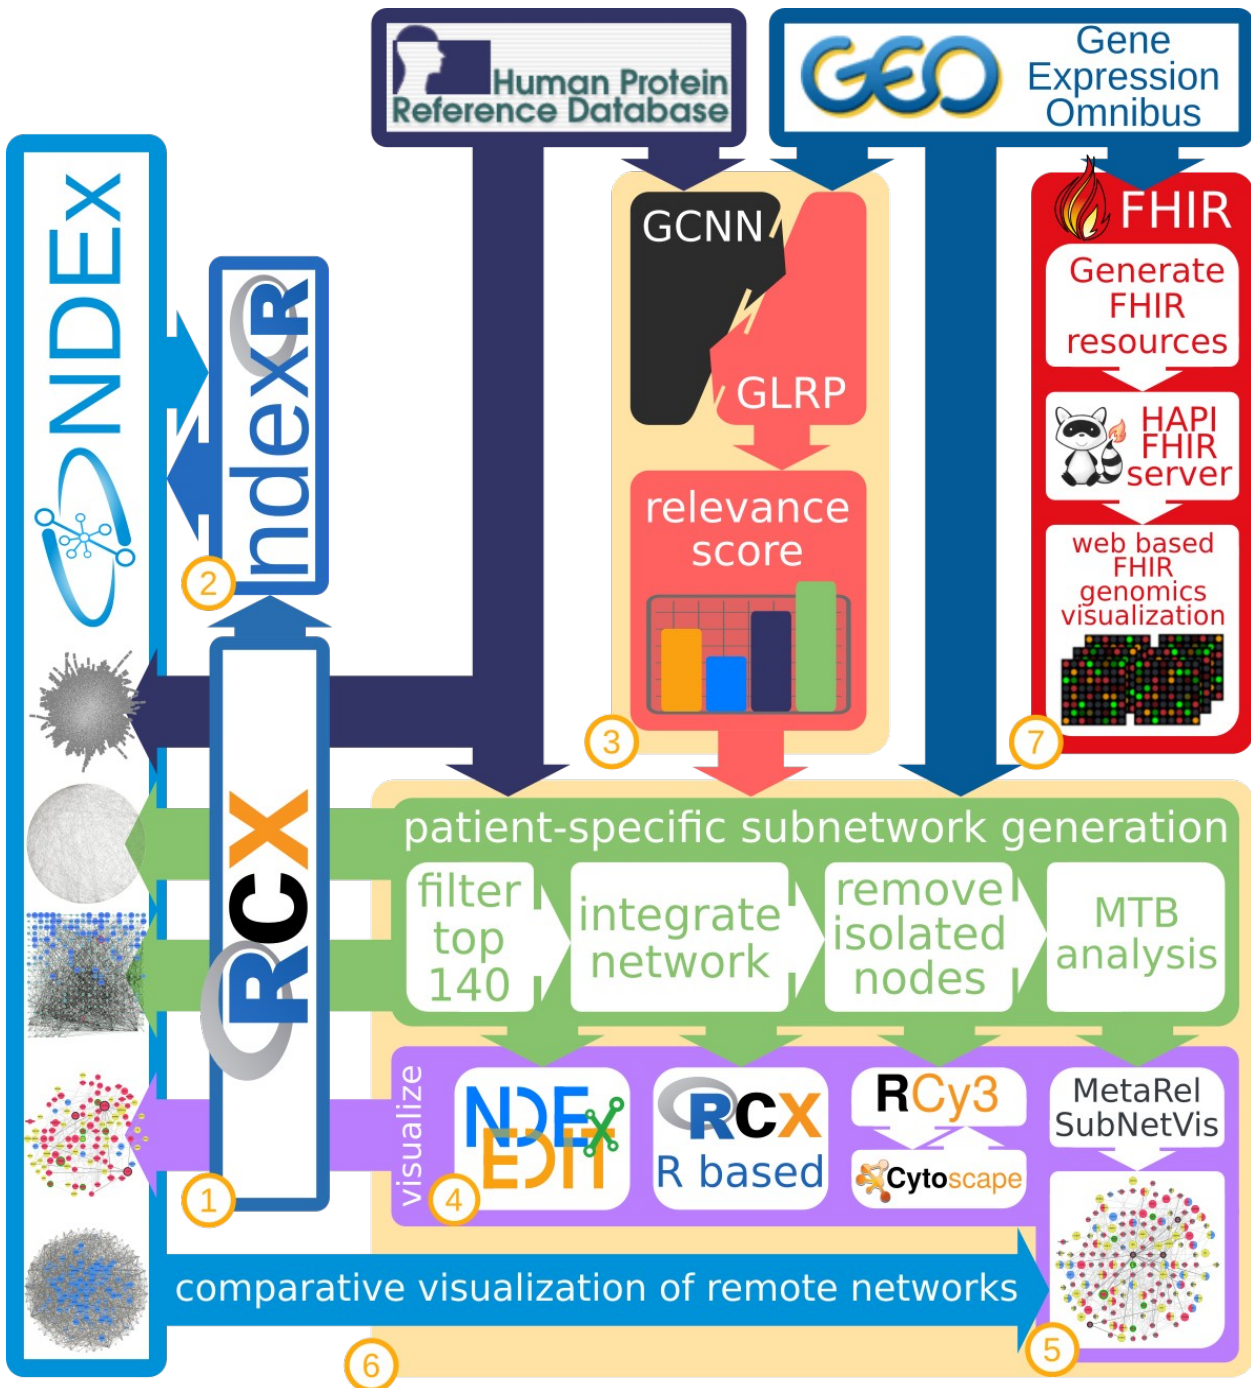 Human Protein
Reference Database
GEO
Gene
Expression
Omnibus
NDEx
ndexR
2
GCNN
GLRP
relevance
score
3
FHIR
Generate
FHIR
resources
HAPI
FHIR
server
web based
FHIR
genomics
visualization
7
RCX
1
patient-specific subnetwork generation
filter
top
140
integrate
network
remove
isolated
nodes
MTB
analysis
visualize
NDEx
EDIT
4
RCX
R based
RCy3
Cytoscape
MetaRel
SubNetVis
5
comparative visualization of remote networks
6